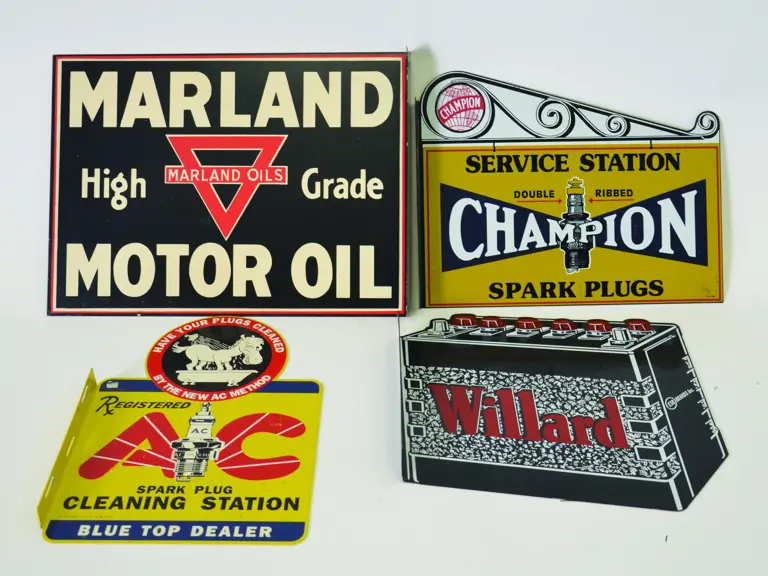 MARLAND
MARLAND OILS
High Grade
MOTOR OIL
CHAMPION
SERVICE STATION
DOUBLE RIBBED
CHAMPION
SPARK PLUGS
HAVE YOUR PLUGS CLEANED
BY THE NEW AC METHOD
Rx REGISTERED
AC
AC
SPARK PLUG
CLEANING STATION
BLUE TOP DEALER
Willard